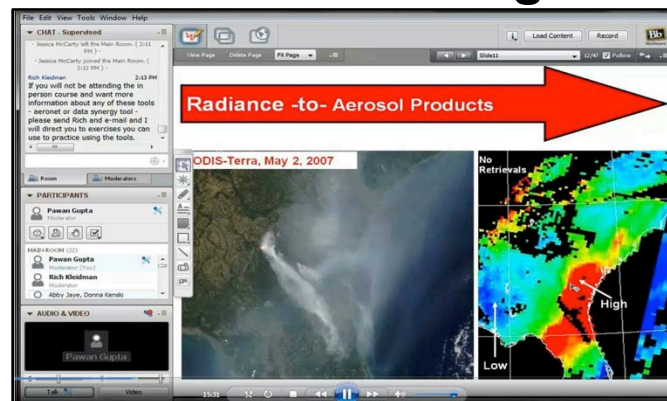 File Edit View Tools Window Help
CHAT - Supervised
- Jessica McCarty left the Main Room. ( 2:11
PM ) -
- Jessica McCarty joined the Main Room. (
2:12 PM ) -
Rich Kleidman 2:13 PM
If you will not be attending the in
person course and want more
information about any of these tools
- aeronet or data synergy tool -
please send Rich and e-mail and I
will direct you to exercises you can
use to practice using the tools.
Room Moderators
PARTICIPANTS
Pawan Gupta
Moderator
MAIN ROOM (22)
Pawan Gupta
Moderator (You)
Rich Kleidman
Moderator
Abby Jaye, Donna Kenski
AUDIO & VIDEO
Pawan Gupta
Talk Video
Load Content Record Bb
New Page Delete Page Fit Page Slide11 12/47 Follow
Radiance -to- Aerosol Products
ODIS-Terra, May 2, 2007
No
Retrievals
High
Low
15:31